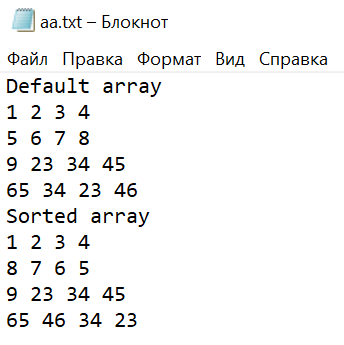 aa.txt – Блокнот
Файл Правка Формат Вид Справка
Default array
1 2 3 4
5 6 7 8
9 23 34 45
65 34 23 46
Sorted array
1 2 3 4
8 7 6 5
9 23 34 45
65 46 34 23